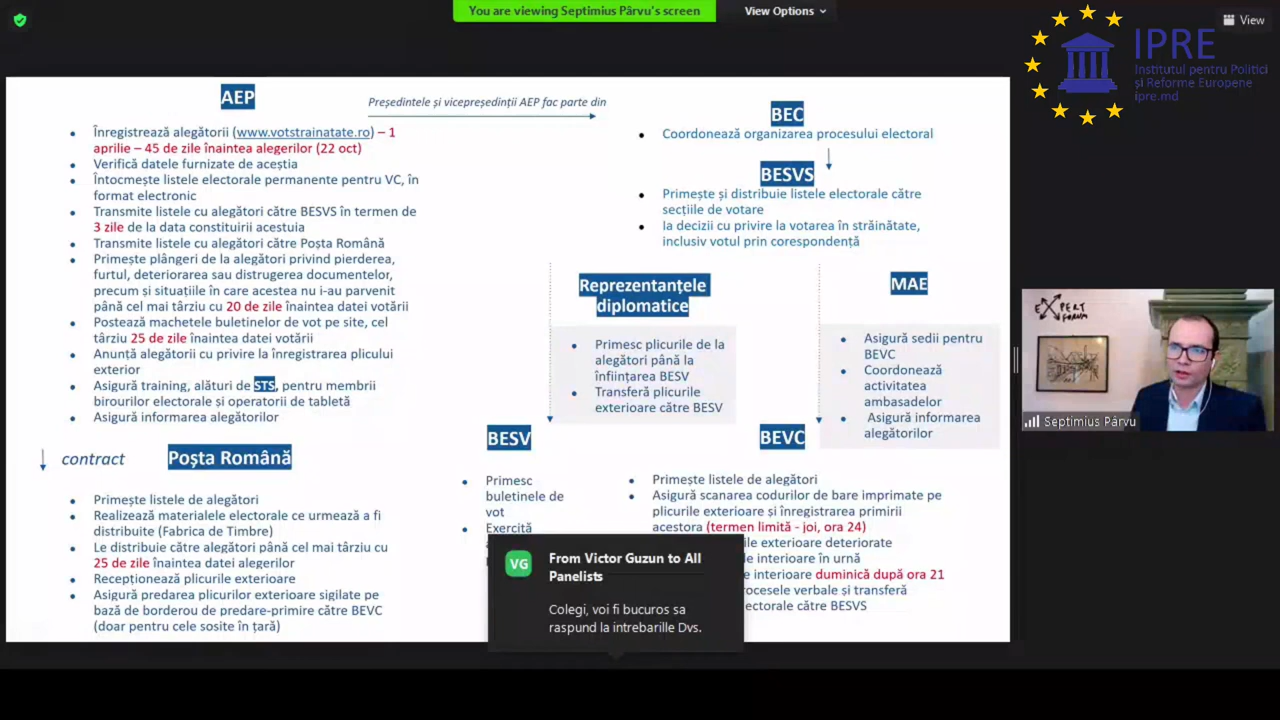 You are viewing Septimius Pârvu's screen
View Options
View
IPRE
Institutul pentru Politici
și Reforme Europene
ipre.md
AEP
Înregistrează alegătorii (www.votstrainatate.ro) – 1
aprilie – 45 de zile înaintea alegerilor (22 oct)
Verifică datele furnizate de aceștia
Întocmește listele electorale permanente pentru VC, în
format electronic
Transmite listele cu alegători către BESVS în termen de
3 zile de la data constituirii acestuia
Transmite listele cu alegători către Poșta Română
Primește plângeri de la alegători privind pierderea,
furtul, deteriorarea sau distrugerea documentelor,
precum și situațiile în care acestea nu i-au parvenit
până cel mai târziu cu 20 de zile înaintea datei votării
Postează machetele buletinelor de vot pe site, cel
târziu 25 de zile înaintea datei votării
Anunță alegătorii cu privire la înregistrarea plicului
exterior
Asigură training, alături de STS, pentru membrii
birourilor electorale și operatorii de tabletă
Asigură informarea alegătorilor
Președintele și vicepreședinții AEP fac parte din
BEC
Coordonează organizarea procesului electoral
BESVS
Primește și distribuie listele electorale către
secțiile de votare
Ia decizii cu privire la votarea în străinătate,
inclusiv votul prin corespondență
Reprezentanțele
diplomatice
Primesc plicurile de la
alegători până la
înființarea BESV
Transferă plicurile
exterioare către BESV
MAE
Asigură sedii pentru
BEVC
Coordonează
activitatea
ambasadelor
Asigură informarea
alegătorilor
contract
Poșta Română
Primește listele de alegători
Realizează materialele electorale ce urmează a fi
distribuite (Fabrica de Timbre)
Le distribuie către alegători până cel mai târziu cu
25 de zile înaintea datei alegerilor
Recepționează plicurile exterioare
Asigură predarea plicurilor exterioare sigilate pe
bază de borderou de predare-primire către BEVC
(doar pentru cele sosite în țară)
BESV
Primesc
buletinele de
vot
Exercită
BEVC
Primește listele de alegători
Asigură scanarea codurilor de bare imprimate pe
plicurile exterioare și înregistrarea primirii
acestora (termen limită - joi, ora 24)
rile exterioare deteriorate
le interioare în urnă
e interioare duminică după ora 21
ocesele verbale și transferă
ectorale către BESVS
VG
From Victor Guzun to All
Panelists
Colegi, voi fi bucuros sa
raspund la intrebarille Dvs.
EXPERT
FORUM
Septimius Pârvu